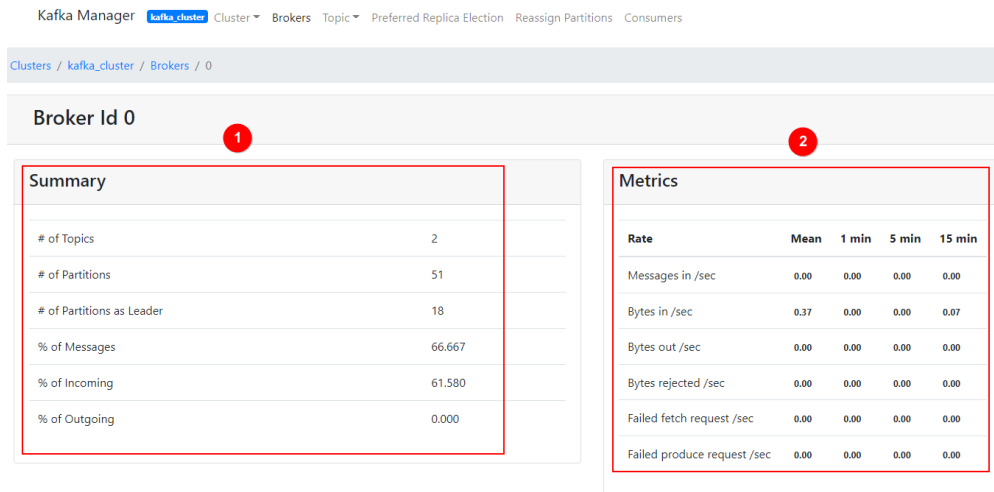 Kafka Manager kafka_cluster Cluster Brokers Topic Preferred Replica Election Reassign Partitions Consumers
Clusters / kafka_cluster / Brokers / 0
Broker Id 0
1
2
Summary
# of Topics 2
# of Partitions 51
# of Partitions as Leader 18
% of Messages 66.667
% of Incoming 61.580
% of Outgoing 0.000
Metrics
Rate Mean 1 min 5 min 15 min
Messages in /sec 0.00 0.00 0.00 0.00
Bytes in /sec 0.37 0.00 0.00 0.07
Bytes out /sec 0.00 0.00 0.00 0.00
Bytes rejected /sec 0.00 0.00 0.00 0.00
Failed fetch request /sec 0.00 0.00 0.00 0.00
Failed produce request /sec 0.00 0.00 0.00 0.00